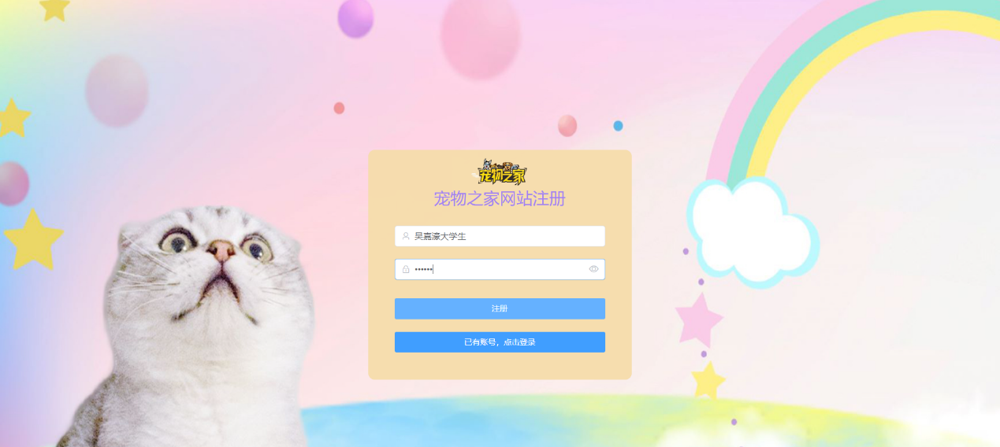 宠物之家
宠物之家网站注册
吴嘉濠大学生
••••••
注册
已有账号，点击登录